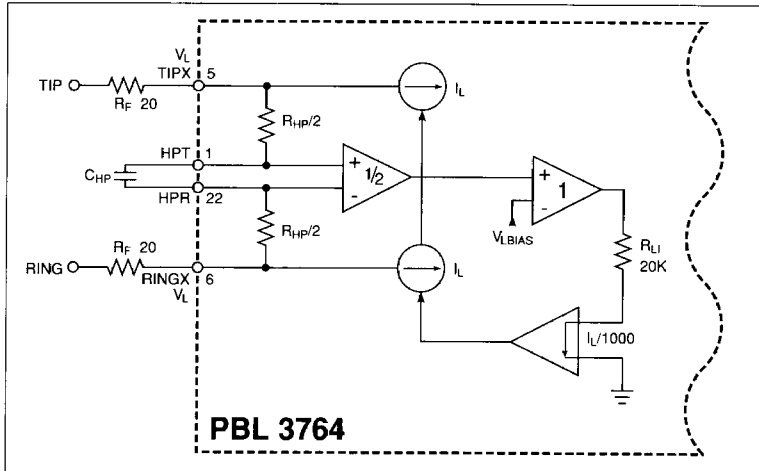 V_L
TIPX 5
TIP
R_F 20
I_L
R_HP/2
HPT 1
C_HP
+ 1/2 -
HPR 22
+ 1 -
V_LBIAS
R_LI
20K
R_HP/2
R_F 20
RING
RINGX 6
V_L
I_L
I_L/1000
PBL 3764